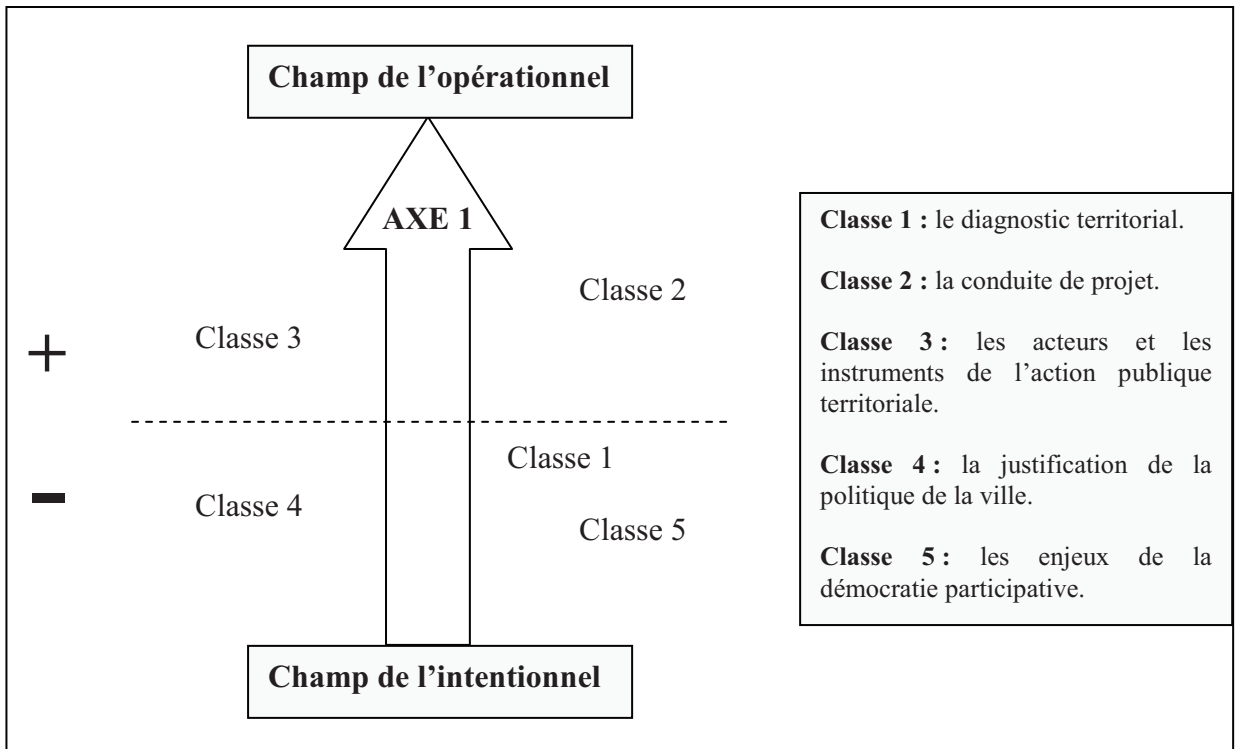 Champ de l’opérationnel
AXE 1
Classe 2
Classe 3
+
Classe 1
-
Classe 4
Classe 5
Champ de l’intentionnel
Classe 1 : le diagnostic territorial.
Classe 2 : la conduite de projet.
Classe 3 : les acteurs et les
instruments de l’action publique
territoriale.
Classe 4 : la justification de la
politique de la ville.
Classe 5 : les enjeux de la
démocratie participative.